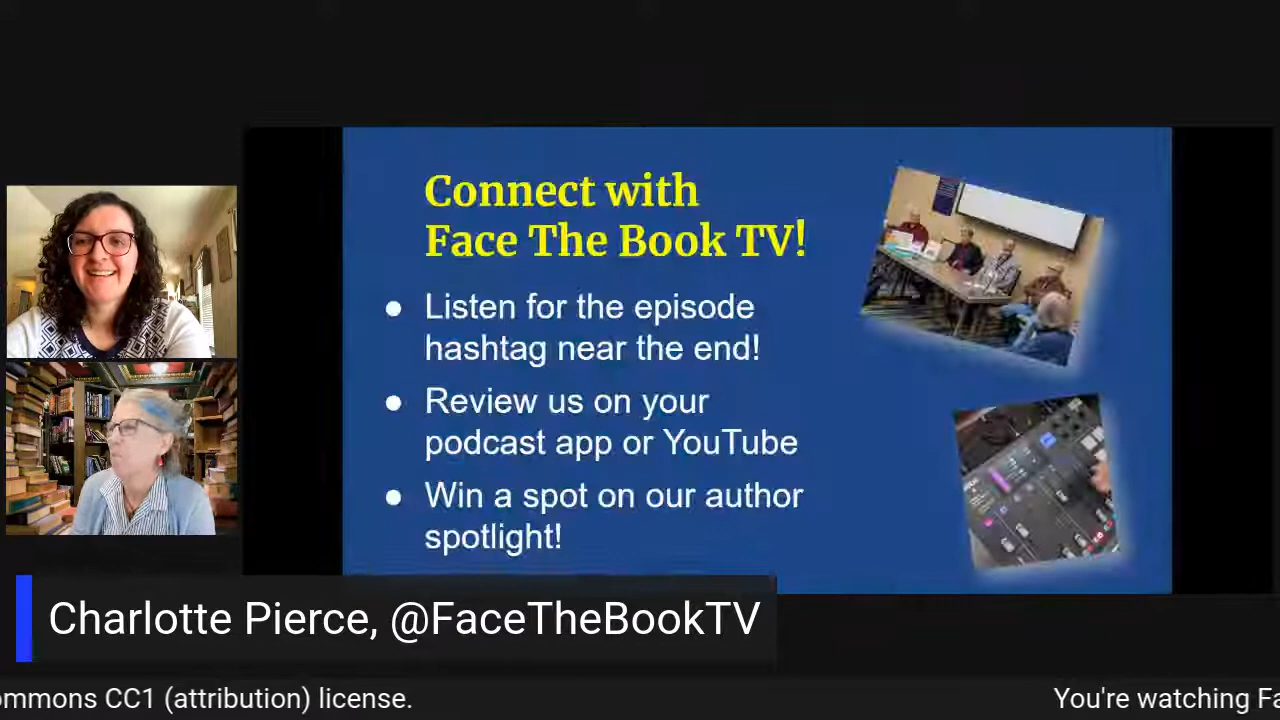 Connect with
Face The Book TV!
● Listen for the episode
hashtag near the end!
● Review us on your
podcast app or YouTube
● Win a spot on our author
spotlight!
Charlotte Pierce, @FaceTheBookTV
ommons CC1 (attribution) license. You're watching Fa